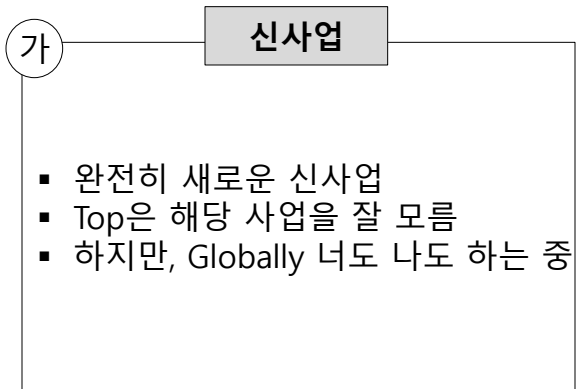 신사업
가
▪ 완전히 새로운 신사업
▪ Top은 해당 사업을 잘 모름
▪ 하지만, Globally 너도 나도 하는 중